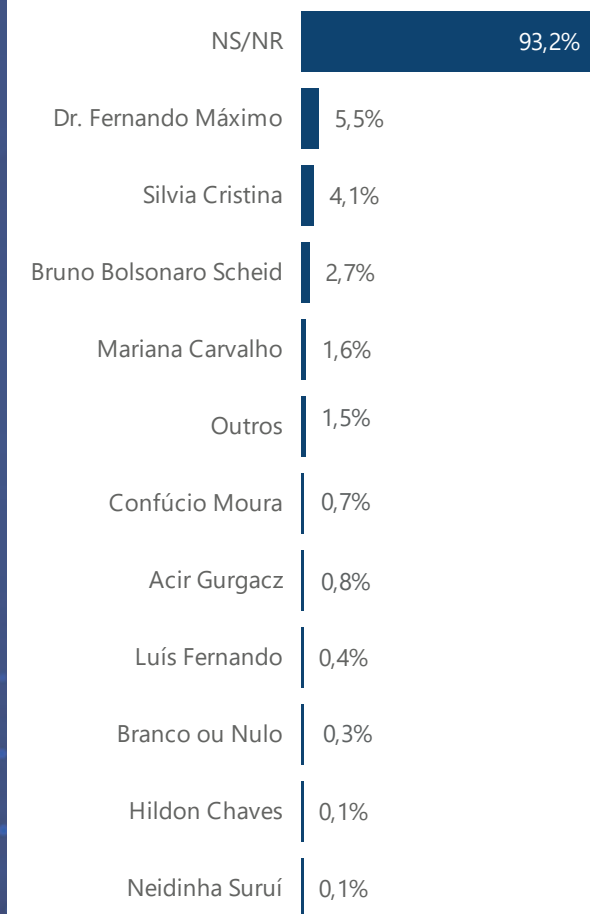 NS/NR 93,2%
Dr. Fernando Máximo 5,5%
Silvia Cristina 4,1%
Bruno Bolsonaro Scheid 2,7%
Mariana Carvalho 1,6%
Outros 1,5%
Confúcio Moura 0,7%
Acir Gurgacz 0,8%
Luís Fernando 0,4%
Branco ou Nulo 0,3%
Hildon Chaves 0,1%
Neidinha Suruí 0,1%